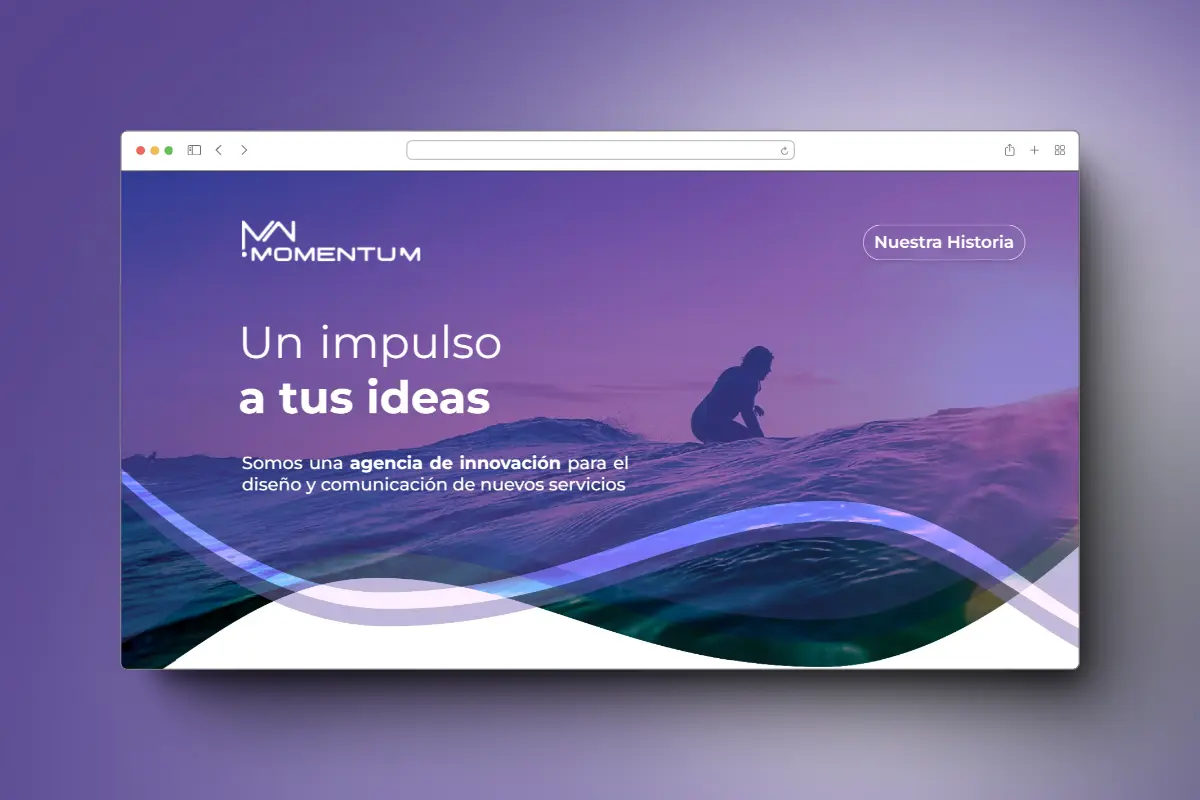 MOMENTUM
Nuestra Historia
Un impulso
a tus ideas
Somos una agencia de innovación para el
diseño y comunicación de nuevos servicios